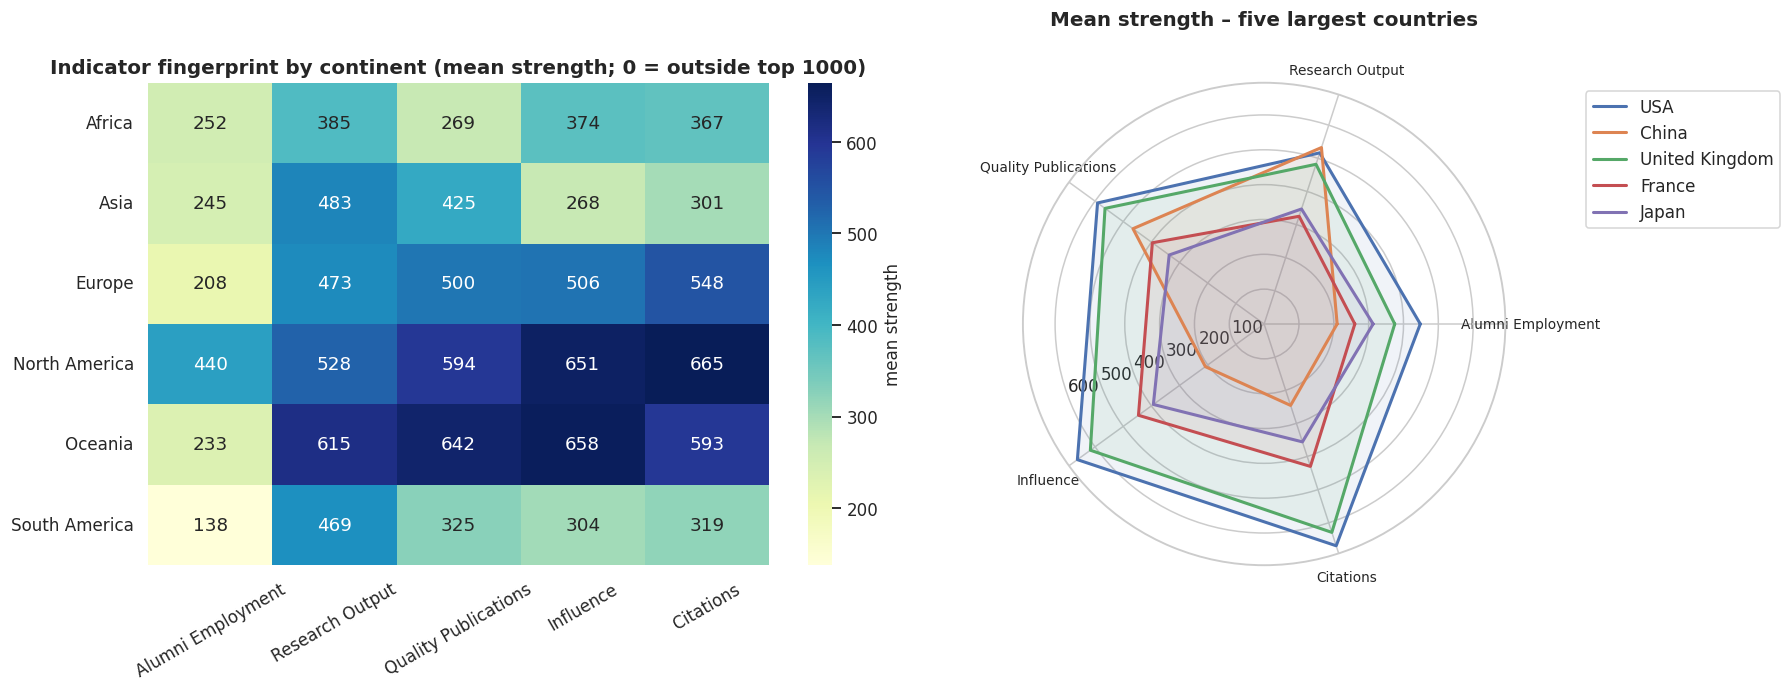 Indicator fingerprint by continent (mean strength; 0 = outside top 1000)
Africa 252 385 269 374 367
Asia 245 483 425 268 301
Europe 208 473 500 506 548
North America 440 528 594 651 665
Oceania 233 615 642 658 593
South America 138 469 325 304 319
Alumni Employment
Research Output
Quality Publications
Influence
Citations
600
500
400
300
200
mean strength
Mean strength – five largest countries
Research Output
Quality Publications
Alumni Employment
Influence
Citations
100
200
300
400
500
600
USA
China
United Kingdom
France
Japan